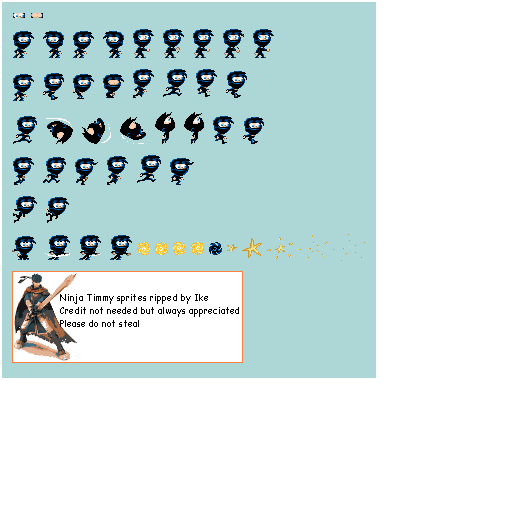 Ninja Timmy sprites ripped by Ike
Credit not needed but always appreciated
Please do not steal